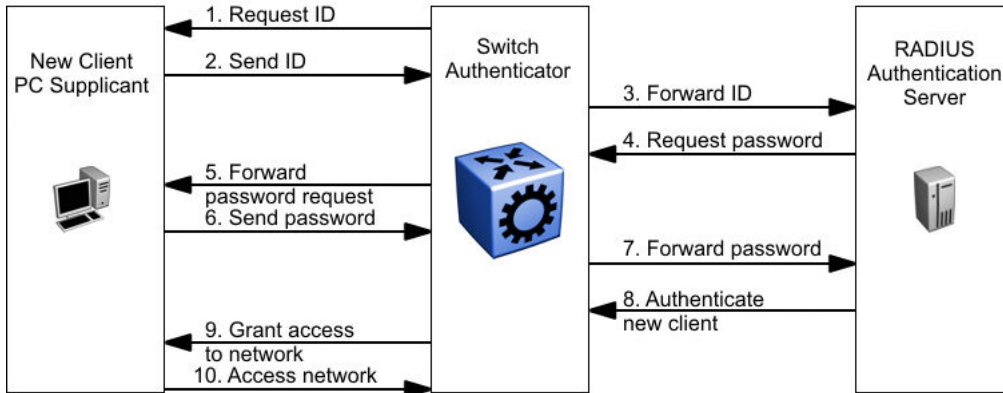 New Client
PC Supplicant
Switch
Authenticator
RADIUS
Authentication
Server
1. Request ID
2. Send ID
3. Forward ID
4. Request password
5. Forward
password request
6. Send password
7. Forward password
8. Authenticate
new client
9. Grant access
to network
10. Access network